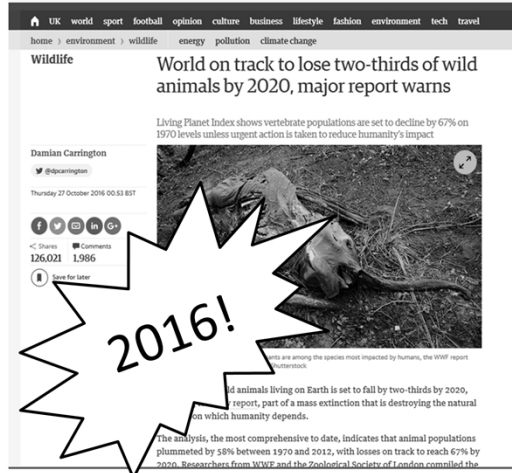 UK world sport football opinion culture business lifestyle fashion environment tech travel
home › environment › wildlife energy pollution climate change
Wildlife
World on track to lose two-thirds of wild
animals by 2020, major report warns
Living Planet Index shows vertebrate populations are set to decline by 67% on
1970 levels unless urgent action is taken to reduce humanity's impact
Damian Carrington
@dpcarrington
Thursday 27 October 2016 00.53 BST
Shares Comments
126,021 1,986
Save for later
2016!
are among the species most impacted by humans, the WWF report
animals living on Earth is set to fall by two-thirds by 2020,
report, part of a mass extinction that is destroying the natural
on which humanity depends.
The analysis, the most comprehensive to date, indicates that animal populations
plummeted by 58% between 1970 and 2012, with losses on track to reach 67% by
2020. Researchers from WWF and the Zoological Society of London compiled the